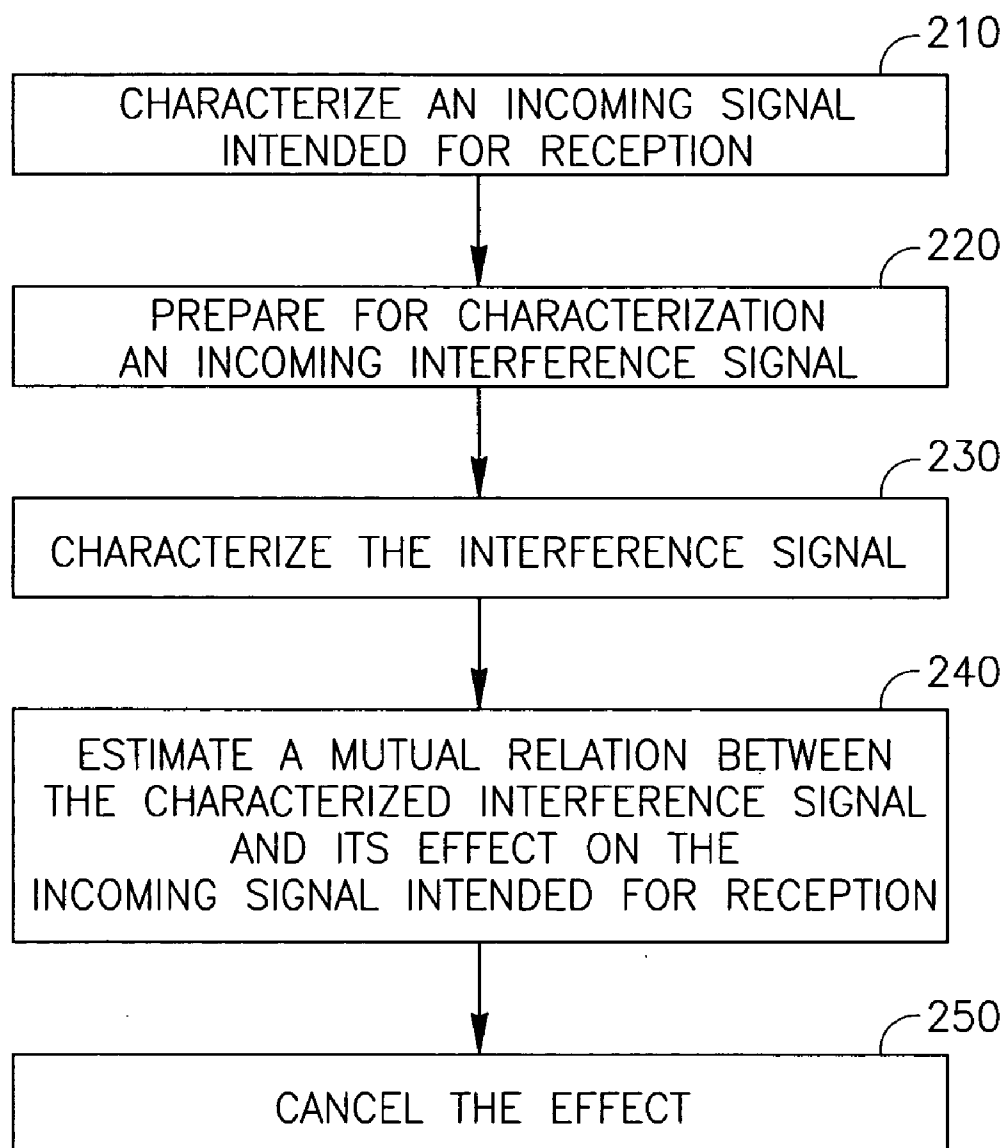 210
CHARACTERIZE AN INCOMING SIGNAL
INTENDED FOR RECEPTION
220
PREPARE FOR CHARACTERIZATION
AN INCOMING INTERFERENCE SIGNAL
230
CHARACTERIZE THE INTERFERENCE SIGNAL
240
ESTIMATE A MUTUAL RELATION BETWEEN
THE CHARACTERIZED INTERFERENCE SIGNAL
AND ITS EFFECT ON THE
INCOMING SIGNAL INTENDED FOR RECEPTION
250
CANCEL THE EFFECT